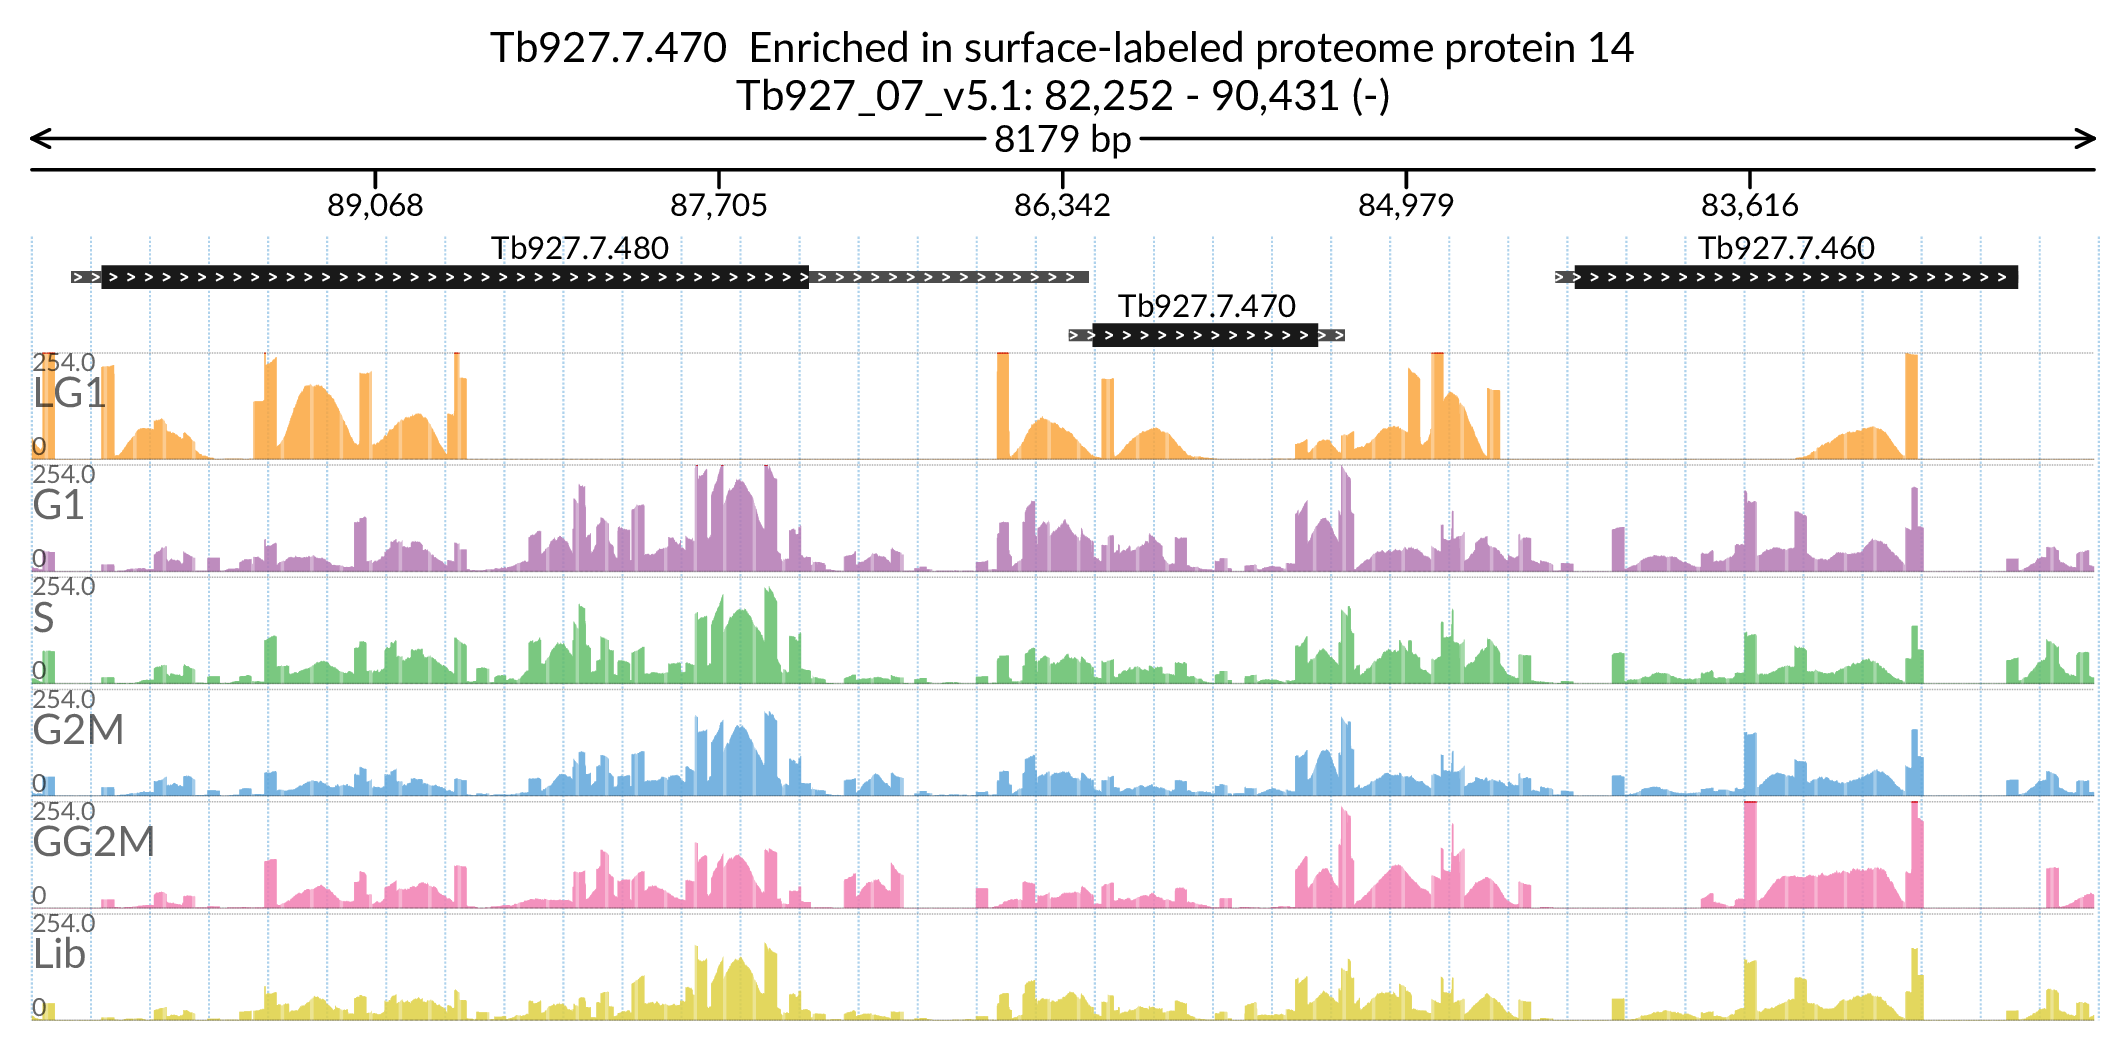 Tb927.7.470  Enriched in surface-labeled proteome protein 14
Tb927_07_v5.1: 82,252 - 90,431 (-)
8179 bp
89,068 87,705 86,342 84,979 83,616
Tb927.7.480 Tb927.7.460
Tb927.7.470
254.0
LG1
0
254.0
G1
0
254.0
S
0
254.0
G2M
0
254.0
GG2M
0
254.0
Lib
0